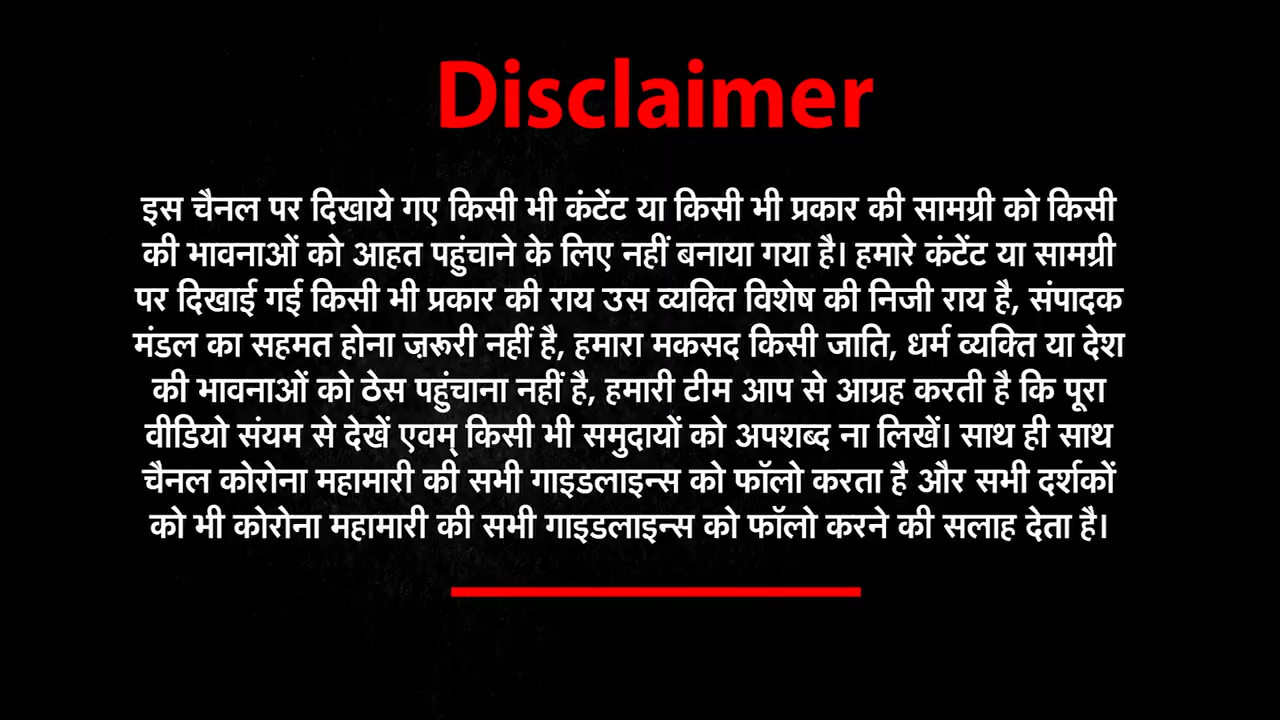 Disclaimer
इस चैनल पर दिखाये गए किसी भी कंटेंट या किसी भी प्रकार की सामग्री को किसी
की भावनाओं को आहत पहुंचाने के लिए नहीं बनाया गया है। हमारे कंटेंट या सामग्री
पर दिखाई गई किसी भी प्रकार की राय उस व्यक्ति विशेष की निजी राय है, संपादक
मंडल का सहमत होना ज़रूरी नहीं है, हमारा मकसद किसी जाति, धर्म व्यक्ति या देश
की भावनाओं को ठेस पहुंचाना नहीं है, हमारी टीम आप से आग्रह करती है कि पूरा
वीडियो संयम से देखें एवम् किसी भी समुदायों को अपशब्द ना लिखें। साथ ही साथ
चैनल कोरोना महामारी की सभी गाइडलाइन्स को फॉलो करता है और सभी दर्शकों
को भी कोरोना महामारी की सभी गाइडलाइन्स को फॉलो करने की सलाह देता है।